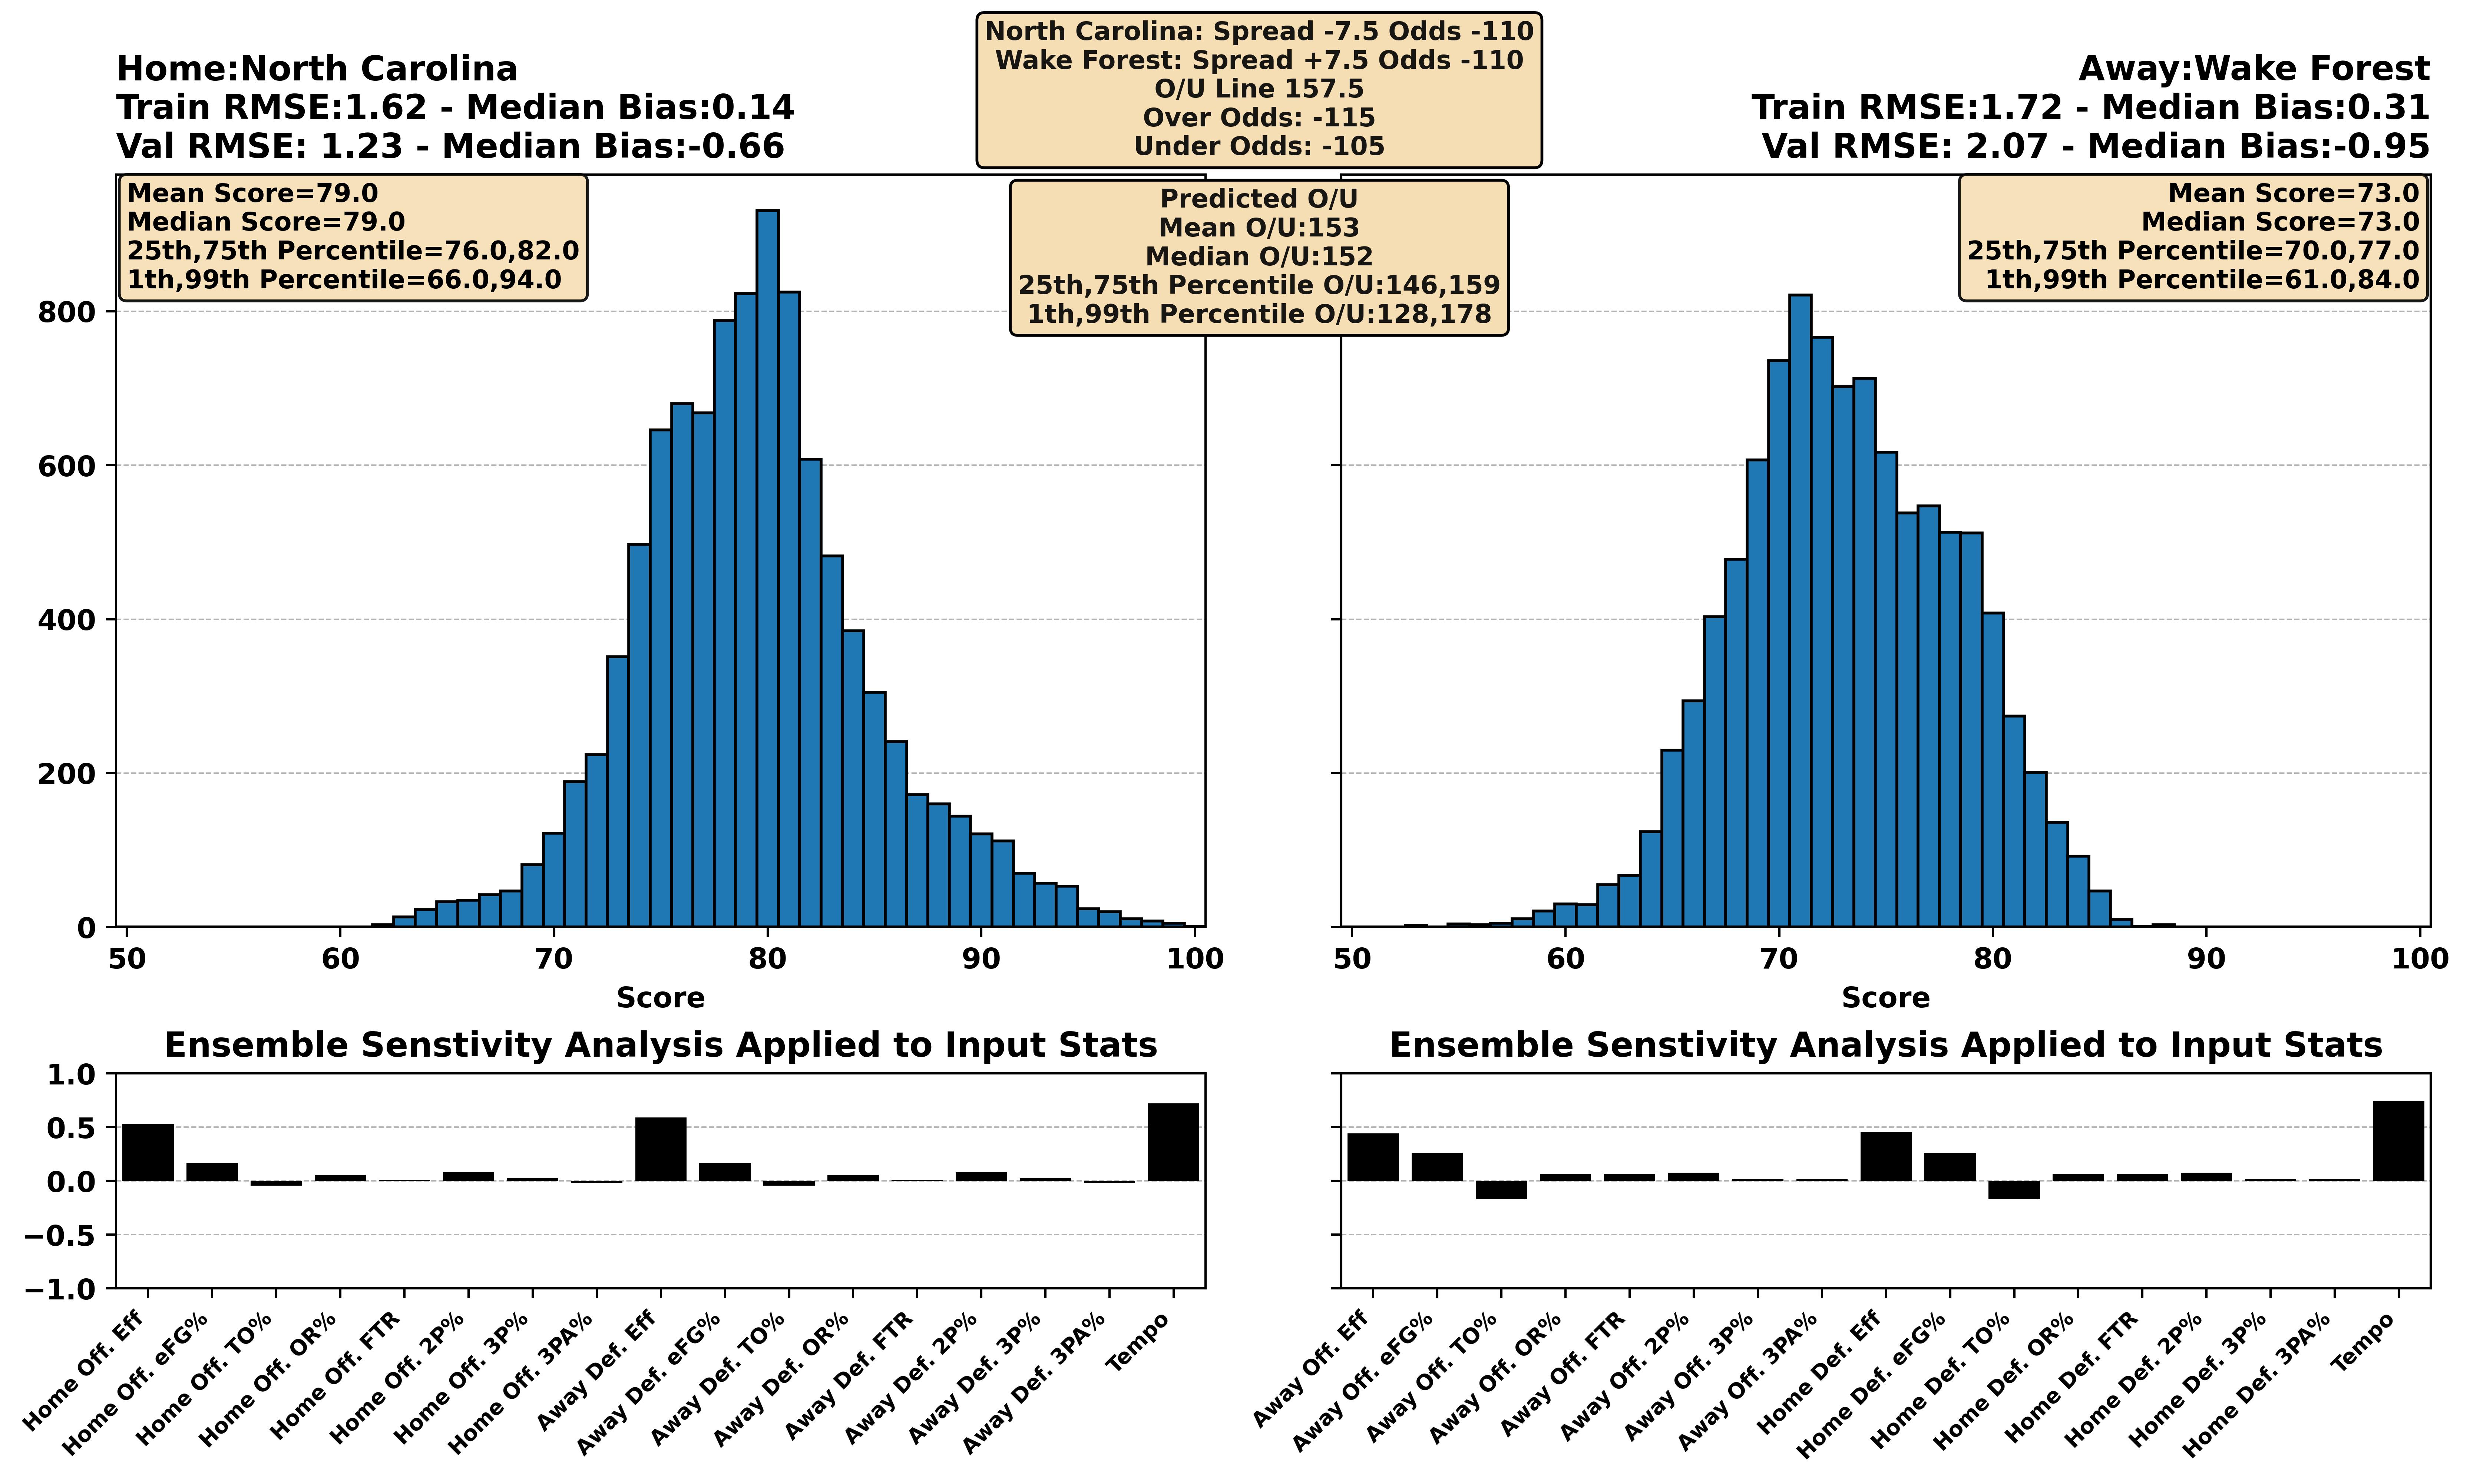 North Carolina: Spread -7.5 Odds -110
Wake Forest: Spread +7.5 Odds -110
O/U Line 157.5
Over Odds: -115
Under Odds: -105
Home:North Carolina
Train RMSE:1.62 - Median Bias:0.14
Val RMSE: 1.23 - Median Bias:-0.66
Away:Wake Forest
Train RMSE:1.72 - Median Bias:0.31
Val RMSE: 2.07 - Median Bias:-0.95
Mean Score=79.0
Median Score=79.0
25th,75th Percentile=76.0,82.0
1th,99th Percentile=66.0,94.0
Predicted O/U
Mean O/U:153
Median O/U:152
25th,75th Percentile O/U:146,159
1th,99th Percentile O/U:128,178
Mean Score=73.0
Median Score=73.0
25th,75th Percentile=70.0,77.0
1th,99th Percentile=61.0,84.0
800
600
400
200
0
50 60 70 80 90 100
Score
50 60 70 80 90 100
Score
Ensemble Senstivity Analysis Applied to Input Stats
1.0
0.5
0.0
−0.5
−1.0
Home Off. Eff
Home Off. eFG%
Home Off. TO%
Home Off. OR%
Home Off. FTR
Home Off. 2P%
Home Off. 3P%
Home Off. 3PA%
Away Def. Eff
Away Def. eFG%
Away Def. TO%
Away Def. OR%
Away Def. FTR
Away Def. 2P%
Away Def. 3P%
Away Def. 3PA%
Tempo
Ensemble Senstivity Analysis Applied to Input Stats
Away Off. Eff
Away Off. eFG%
Away Off. TO%
Away Off. OR%
Away Off. FTR
Away Off. 2P%
Away Off. 3P%
Away Off. 3PA%
Home Def. Eff
Home Def. eFG%
Home Def. TO%
Home Def. OR%
Home Def. FTR
Home Def. 2P%
Home Def. 3P%
Home Def. 3PA%
Tempo